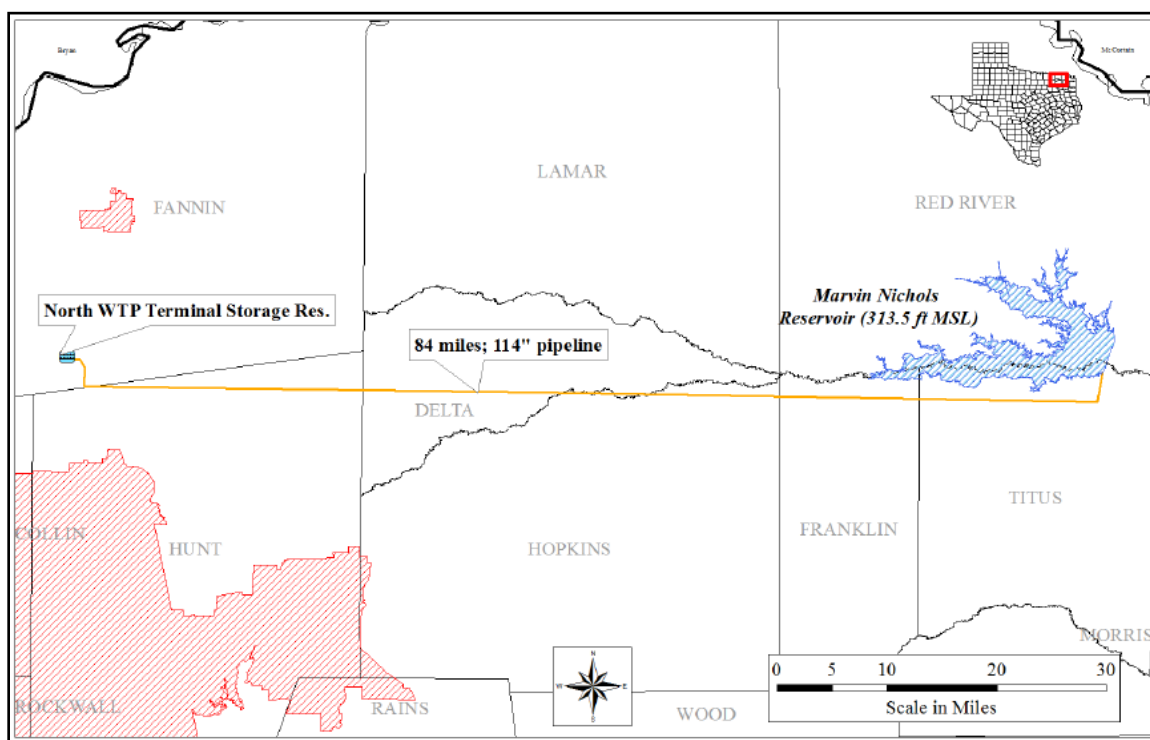 Bryan
McCurtain
LAMAR
FANNIN
RED RIVER
North WTP Terminal Storage Res.
Marvin Nichols
Reservoir (313.5 ft MSL)
84 miles; 114" pipeline
DELTA
TITUS
FRANKLIN
COLLIN
HUNT
HOPKINS
MORRIS
N
W
E
S
0 5 10 20 30
Scale in Miles
ROCKWALL
RAINS
WOOD